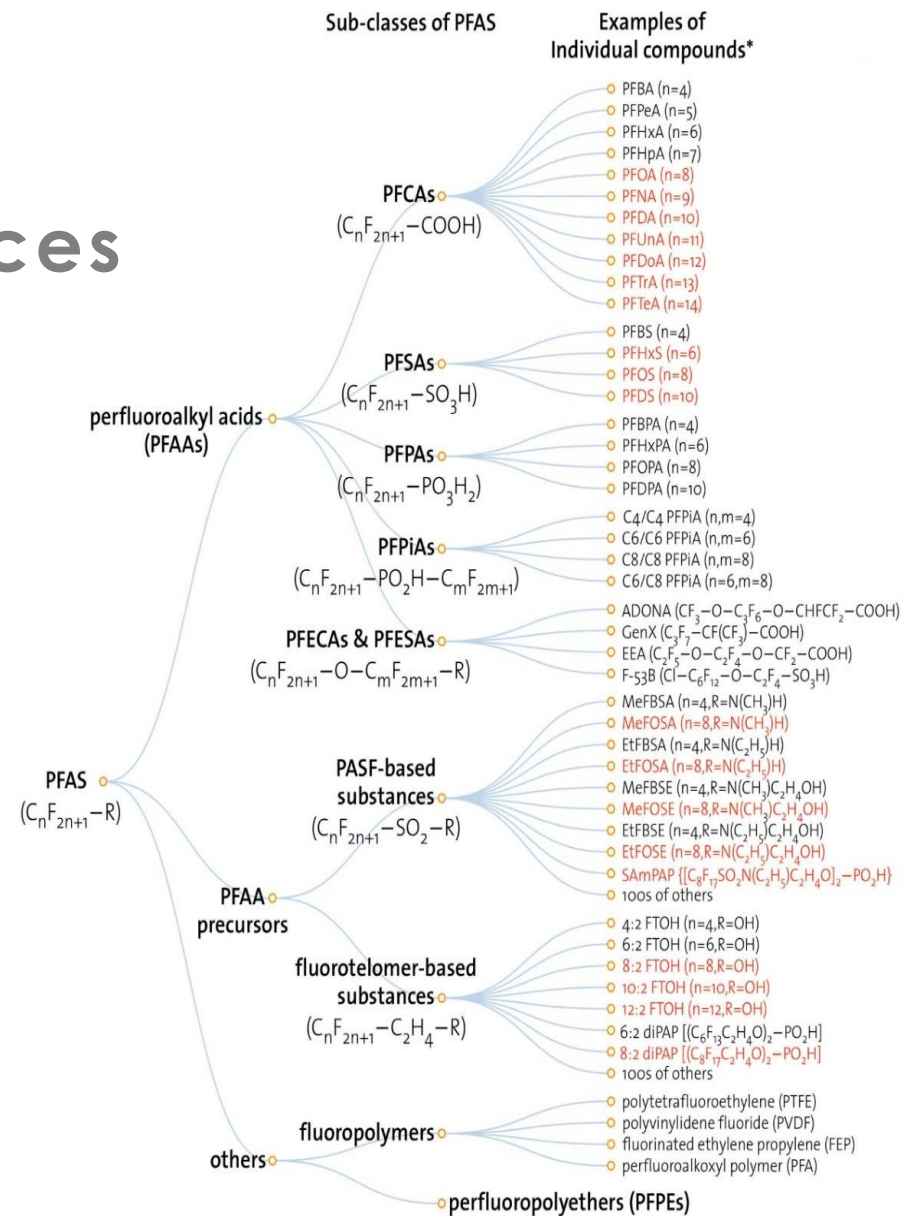 ces
Sub-classes of PFAS
Examples of
Individual compounds*
PFAS
(CnF2n+1–R)
perfluoroalkyl acids
(PFAAs)
PFCAs
(CnF2n+1–COOH)
PFBA (n=4)
PFPeA (n=5)
PFHxA (n=6)
PFHpA (n=7)
PFOA (n=8)
PFNA (n=9)
PFDA (n=10)
PFUnA (n=11)
PFDoA (n=12)
PFTrA (n=13)
PFTeA (n=14)
PFSAs
(CnF2n+1–SO3H)
PFBS (n=4)
PFHxS (n=6)
PFOS (n=8)
PFDS (n=10)
PFPAs
(CnF2n+1–PO3H2)
PFBPA (n=4)
PFHxPA (n=6)
PFOPA (n=8)
PFDPA (n=10)
PFPiAs
(CnF2n+1–PO2H–CmF2m+1)
C4/C4 PFPiA (n,m=4)
C6/C6 PFPiA (n,m=6)
C8/C8 PFPiA (n,m=8)
C6/C8 PFPiA (n=6,m=8)
PFECAs & PFESAs
(CnF2n+1–O–CmF2m+1–R)
ADONA (CF3–O–C3F6–O–CHFCF2–COOH)
GenX (C3F7–CF(CF3)–COOH)
EEA (C2F5–O–C2F4–O–CF2–COOH)
F-53B (Cl–C6F12–O–C2F4–SO3H)
PFAA
precursors
PASF-based
substances
(CnF2n+1–SO2–R)
MeFBSA (n=4,R=N(CH3)H)
MeFOSA (n=8,R=N(CH3)H)
EtFBSA (n=4,R=N(C2H5)H)
EtFOSA (n=8,R=N(C2H5)H)
MeFBSE (n=4,R=N(CH3)C2H4OH)
MeFOSE (n=8,R=N(CH3)C2H4OH)
EtFBSE (n=4,R=N(C2H5)C2H4OH)
EtFOSE (n=8,R=N(C2H5)C2H4OH)
SAmPAP {[C8F17SO2N(C2H5)C2H4O]2–PO2H}
100s of others
fluorotelomer-based
substances
(CnF2n+1–C2H4–R)
4:2 FTOH (n=4,R=OH)
6:2 FTOH (n=6,R=OH)
8:2 FTOH (n=8,R=OH)
10:2 FTOH (n=10,R=OH)
12:2 FTOH (n=12,R=OH)
6:2 diPAP [(C6F13C2H4O)2–PO2H]
8:2 diPAP [(C8F17C2H4O)2–PO2H]
100s of others
others
fluoropolymers
polytetrafluoroethylene (PTFE)
polyvinylidene fluoride (PVDF)
fluorinated ethylene propylene (FEP)
perfluoroalkoxyl polymer (PFA)
perfluoropolyethers (PFPEs)